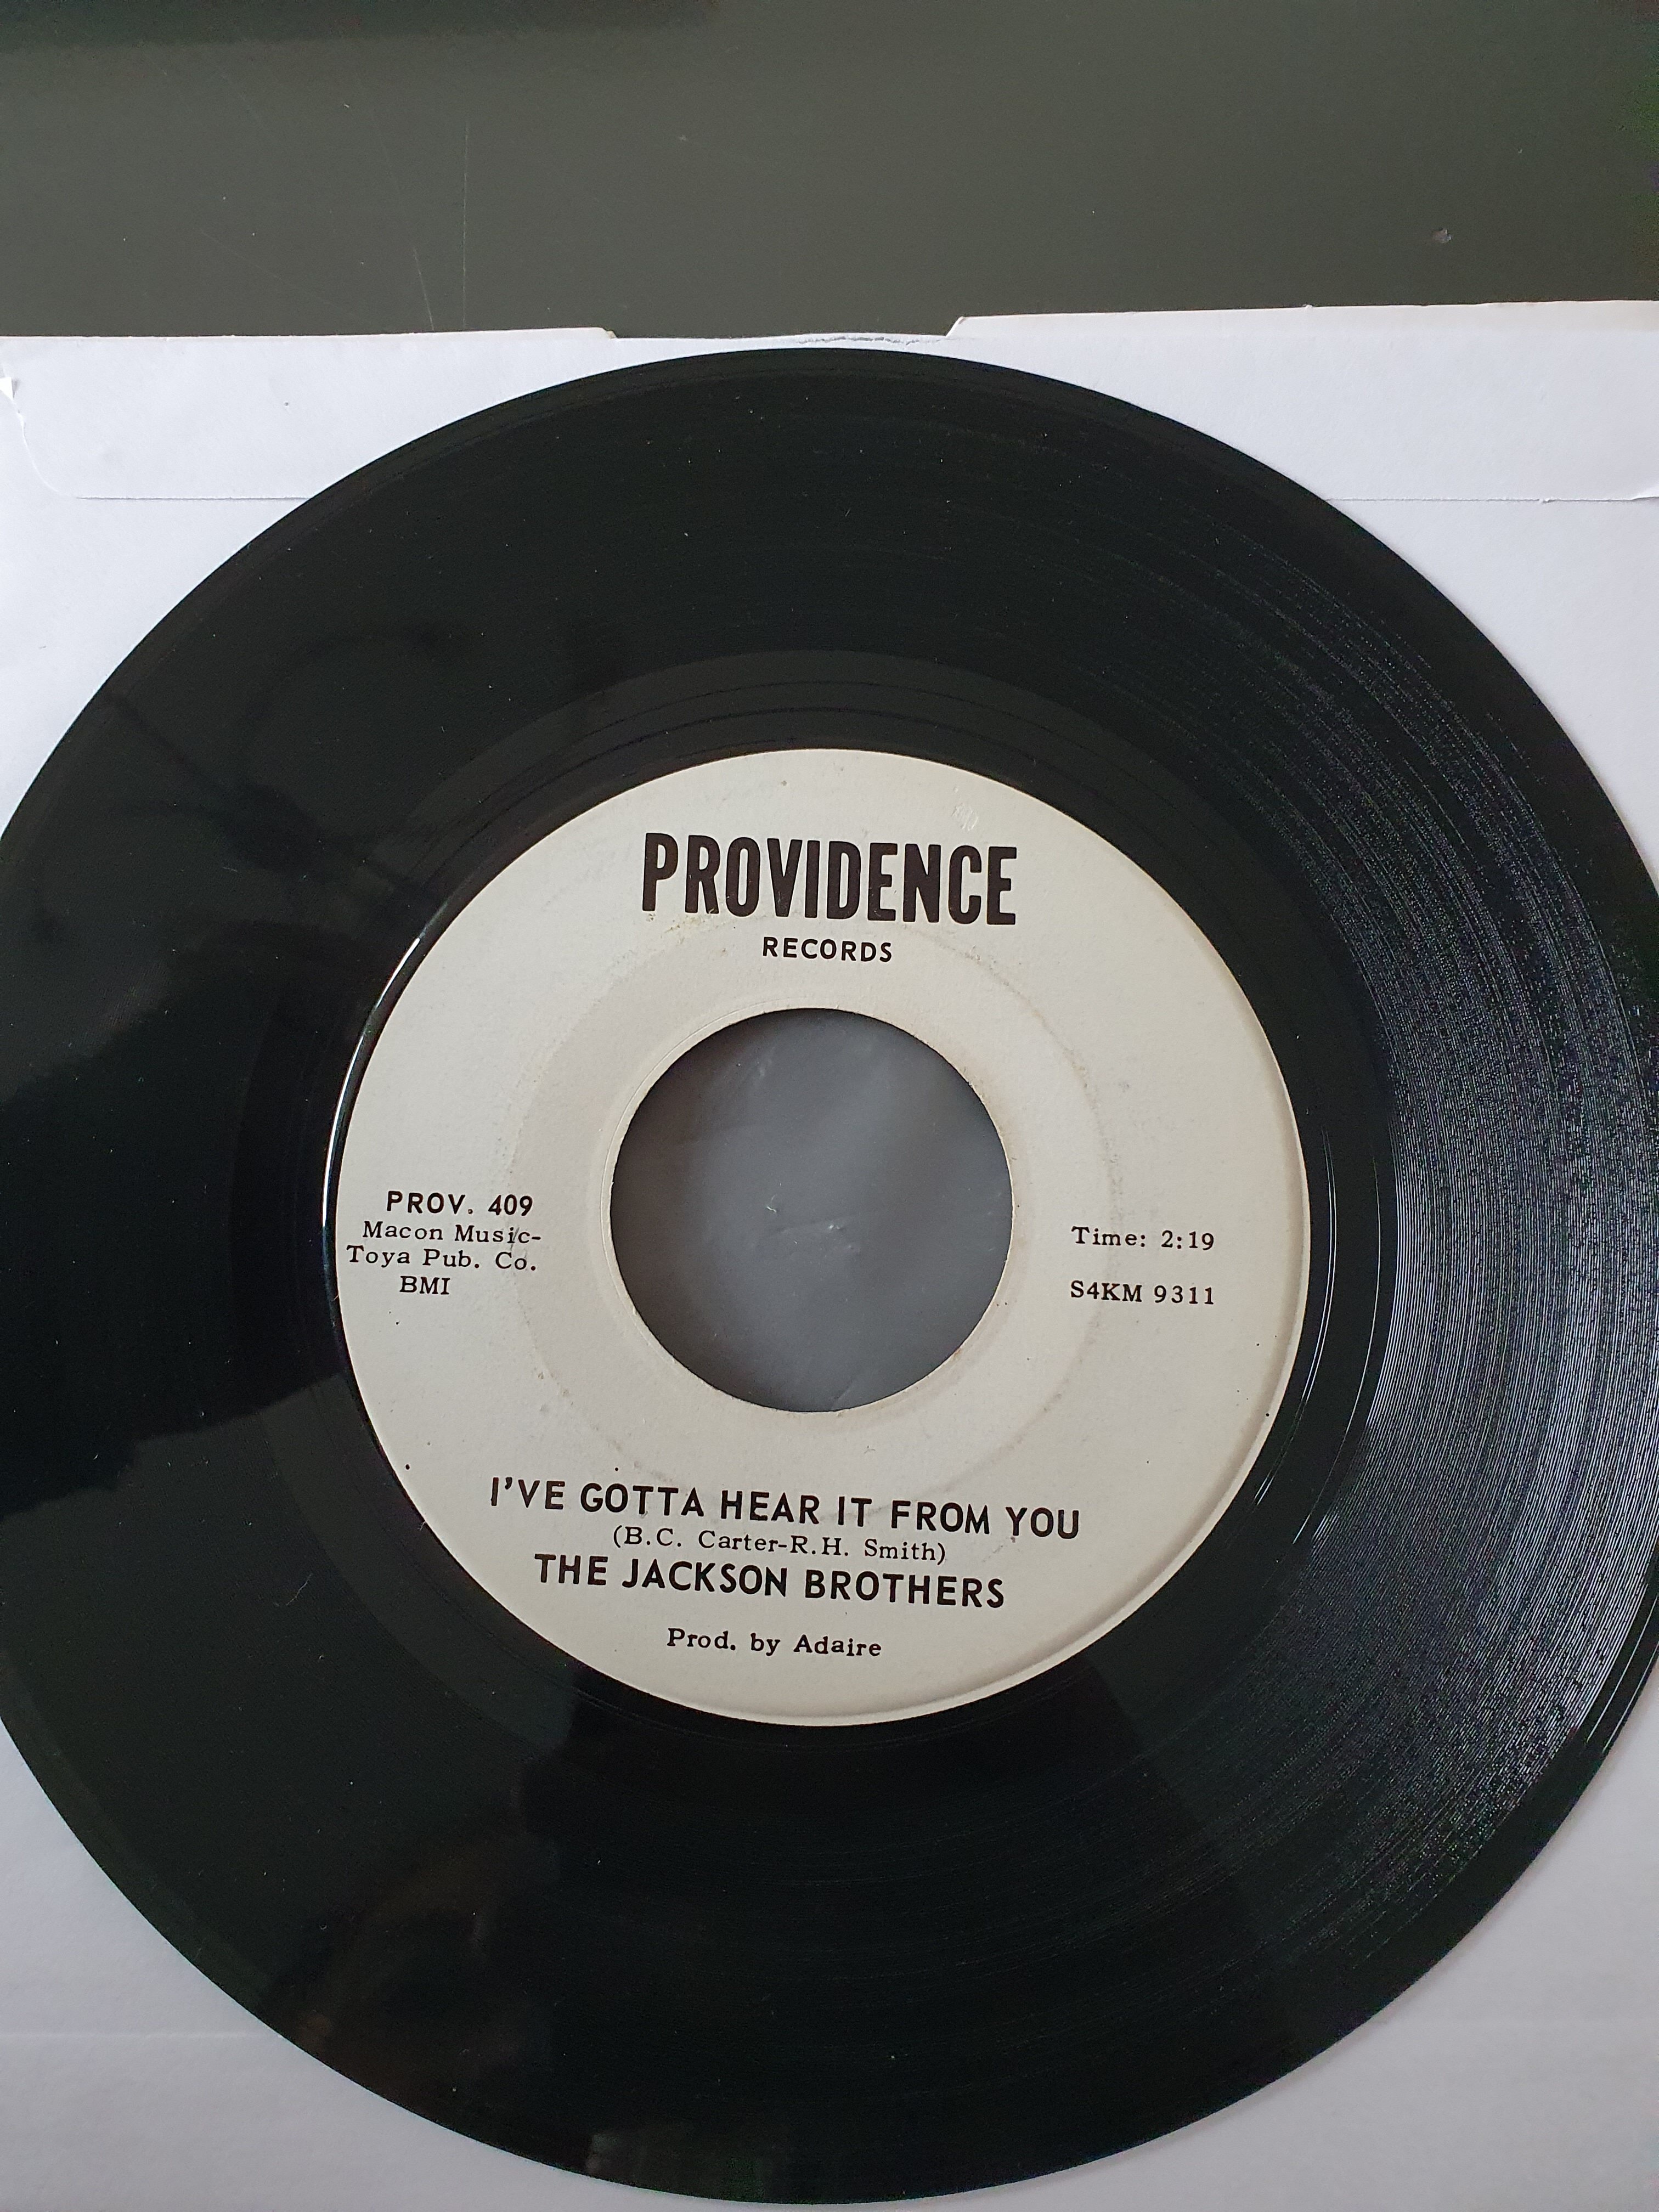 PROVIDENCE
RECORDS
PROV. 409
Macon Music-
Toya Pub. Co.
BMI
Time: 2:19
S4KM 9311
I'VE GOTTA HEAR IT FROM YOU
(B.C. Carter-R.H. Smith)
THE JACKSON BROTHERS
Prod. by Adaire